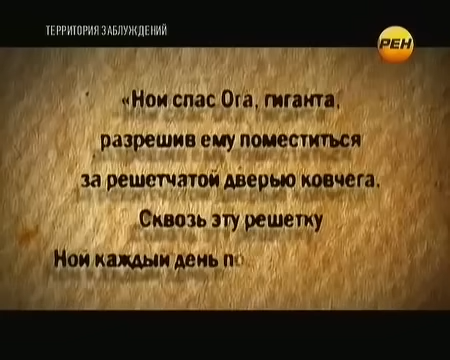 ТЕРРИТОРИЯ ЗАБЛУЖДЕНИЙ
РЕН
«Ной спас Ога, гиганта,
разрешив ему поместиться
за решетчатой дверью ковчега.
Сквозь эту решетку
Ной каждый день по